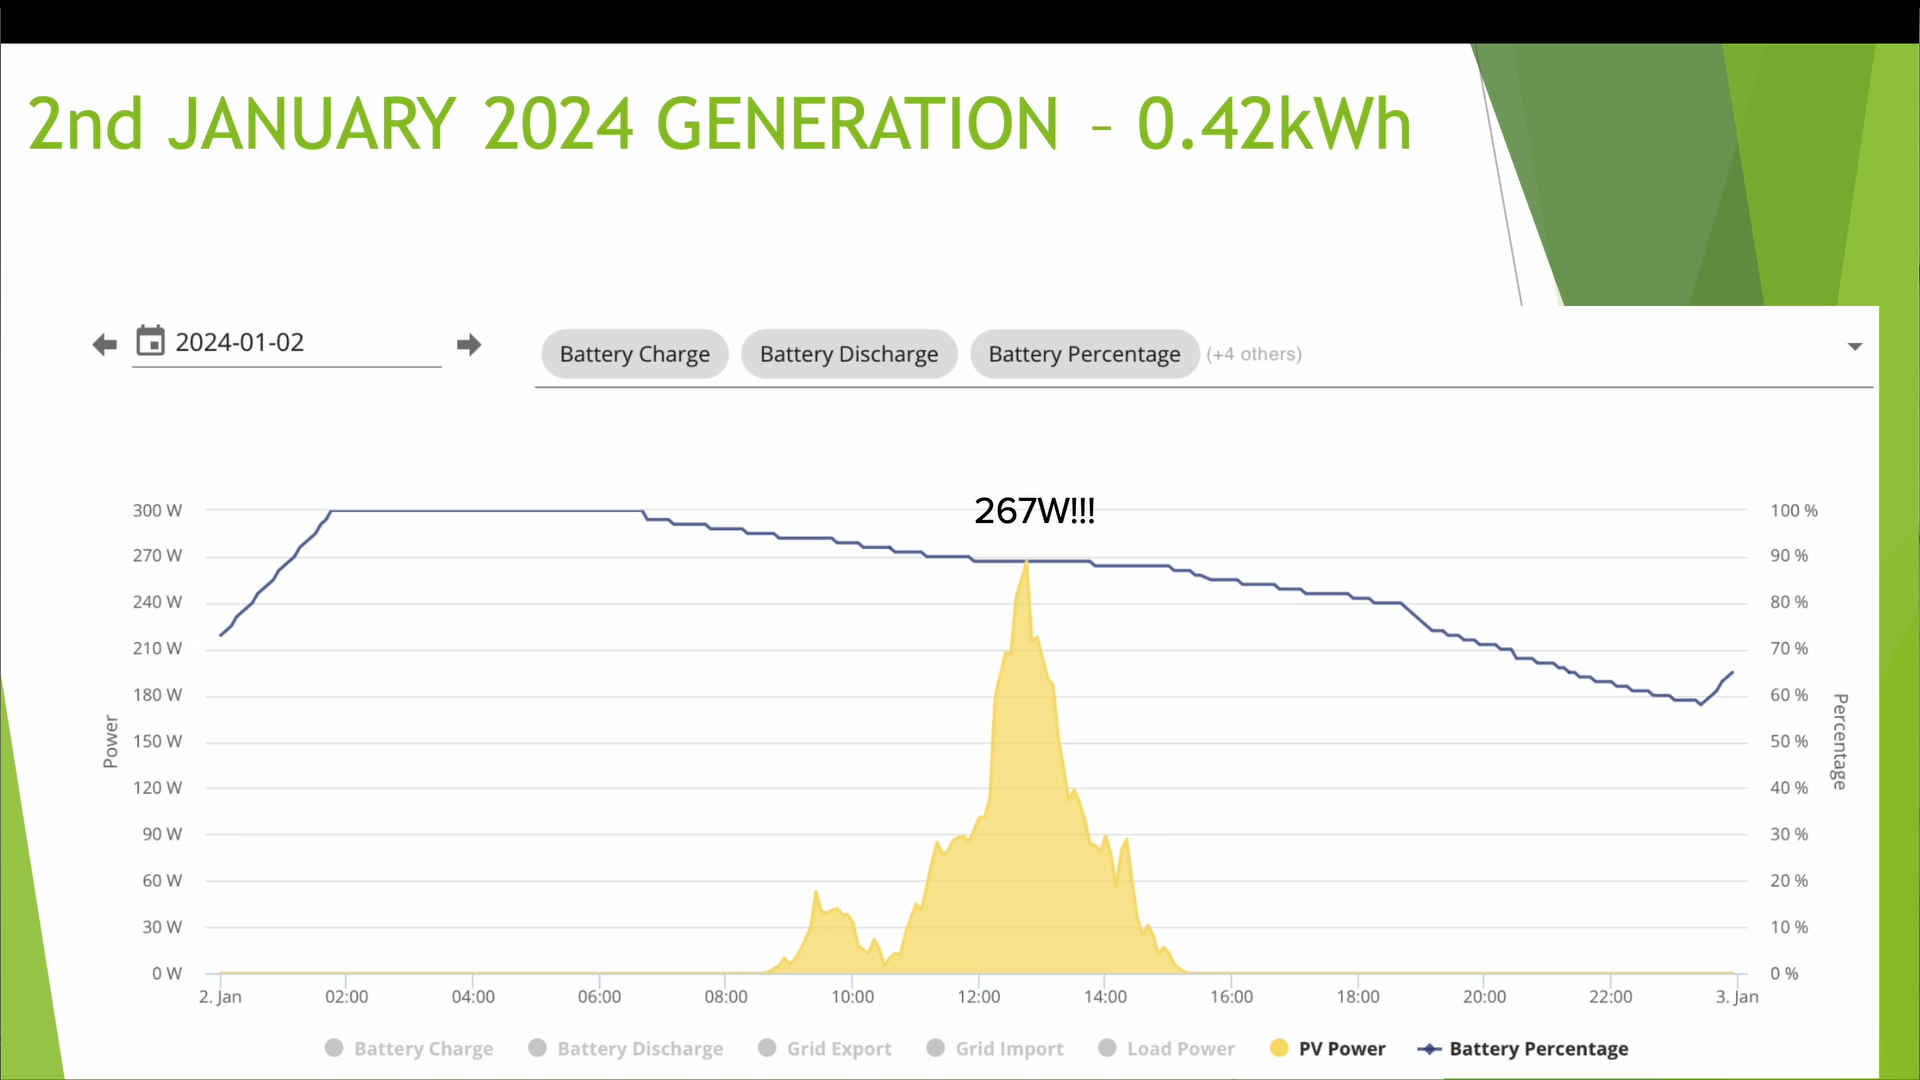 2nd JANUARY 2024 GENERATION – 0.42kWh
2024-01-02
Battery Charge Battery Discharge Battery Percentage (+4 others)
267W!!!
300 W 100 %
270 W 90 %
240 W 80 %
210 W 70 %
180 W 60 %
150 W 50 %
120 W 40 %
90 W 30 %
60 W 20 %
30 W 10 %
0 W 0 %
Power
Percentage
2. Jan 02:00 04:00 06:00 08:00 10:00 12:00 14:00 16:00 18:00 20:00 22:00 3. Jan
Battery Charge Battery Discharge Grid Export Grid Import Load Power PV Power Battery Percentage